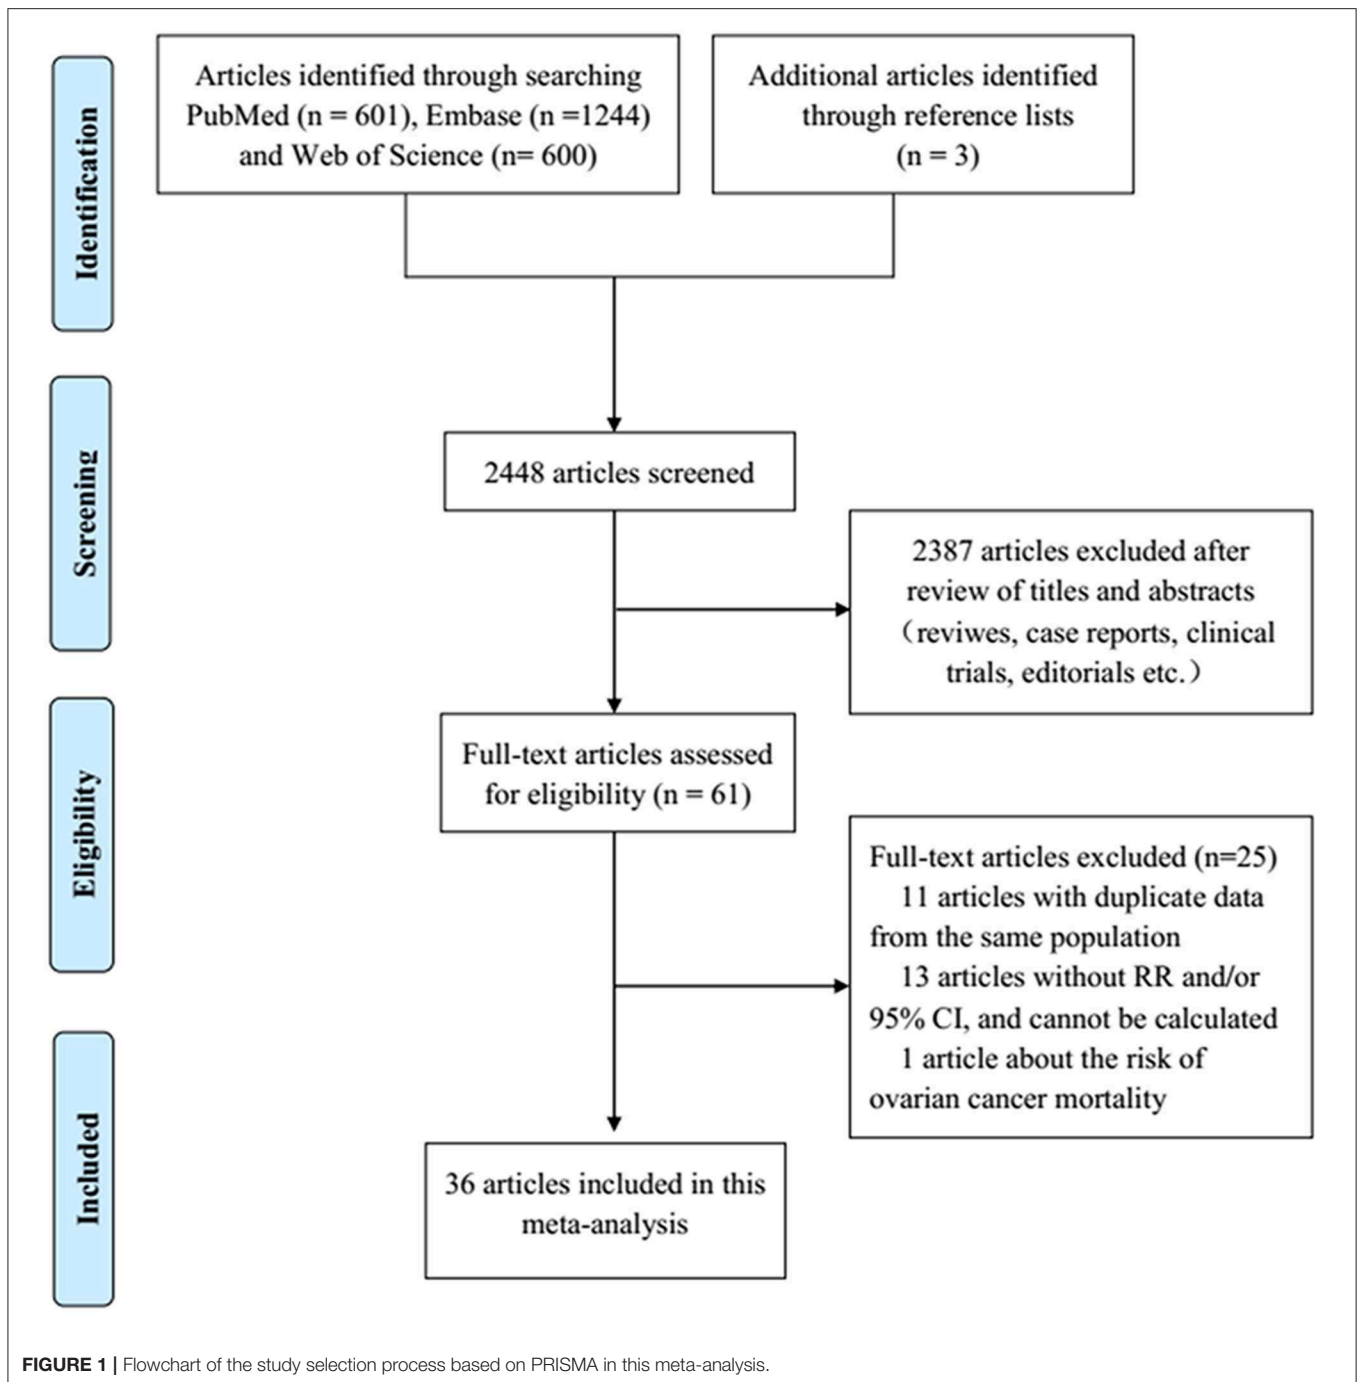 Identification
Articles identified through searching
PubMed (n = 601), Embase (n =1244)
and Web of Science (n= 600)
Additional articles identified
through reference lists
(n = 3)
Screening
2448 articles screened
2387 articles excluded after
review of titles and abstracts
（reviwes, case reports, clinical
trials, editorials etc.）
Eligibility
Full-text articles assessed
for eligibility (n = 61)
Full-text articles excluded (n=25)
11 articles with duplicate data
from the same population
13 articles without RR and/or
95% CI, and cannot be calculated
1 article about the risk of
ovarian cancer mortality
Included
36 articles included in this
meta-analysis
FIGURE 1 | Flowchart of the study selection process based on PRISMA in this meta-analysis.